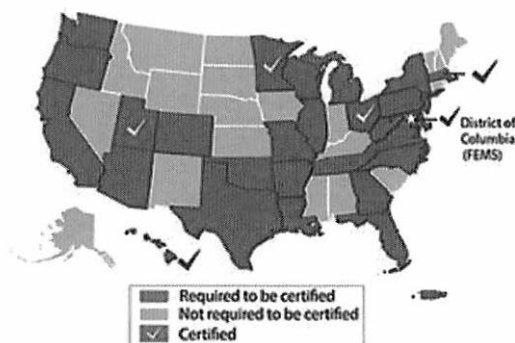 District of
Columbia
(FEMS)
Required to be certified
Not required to be certified
Certified